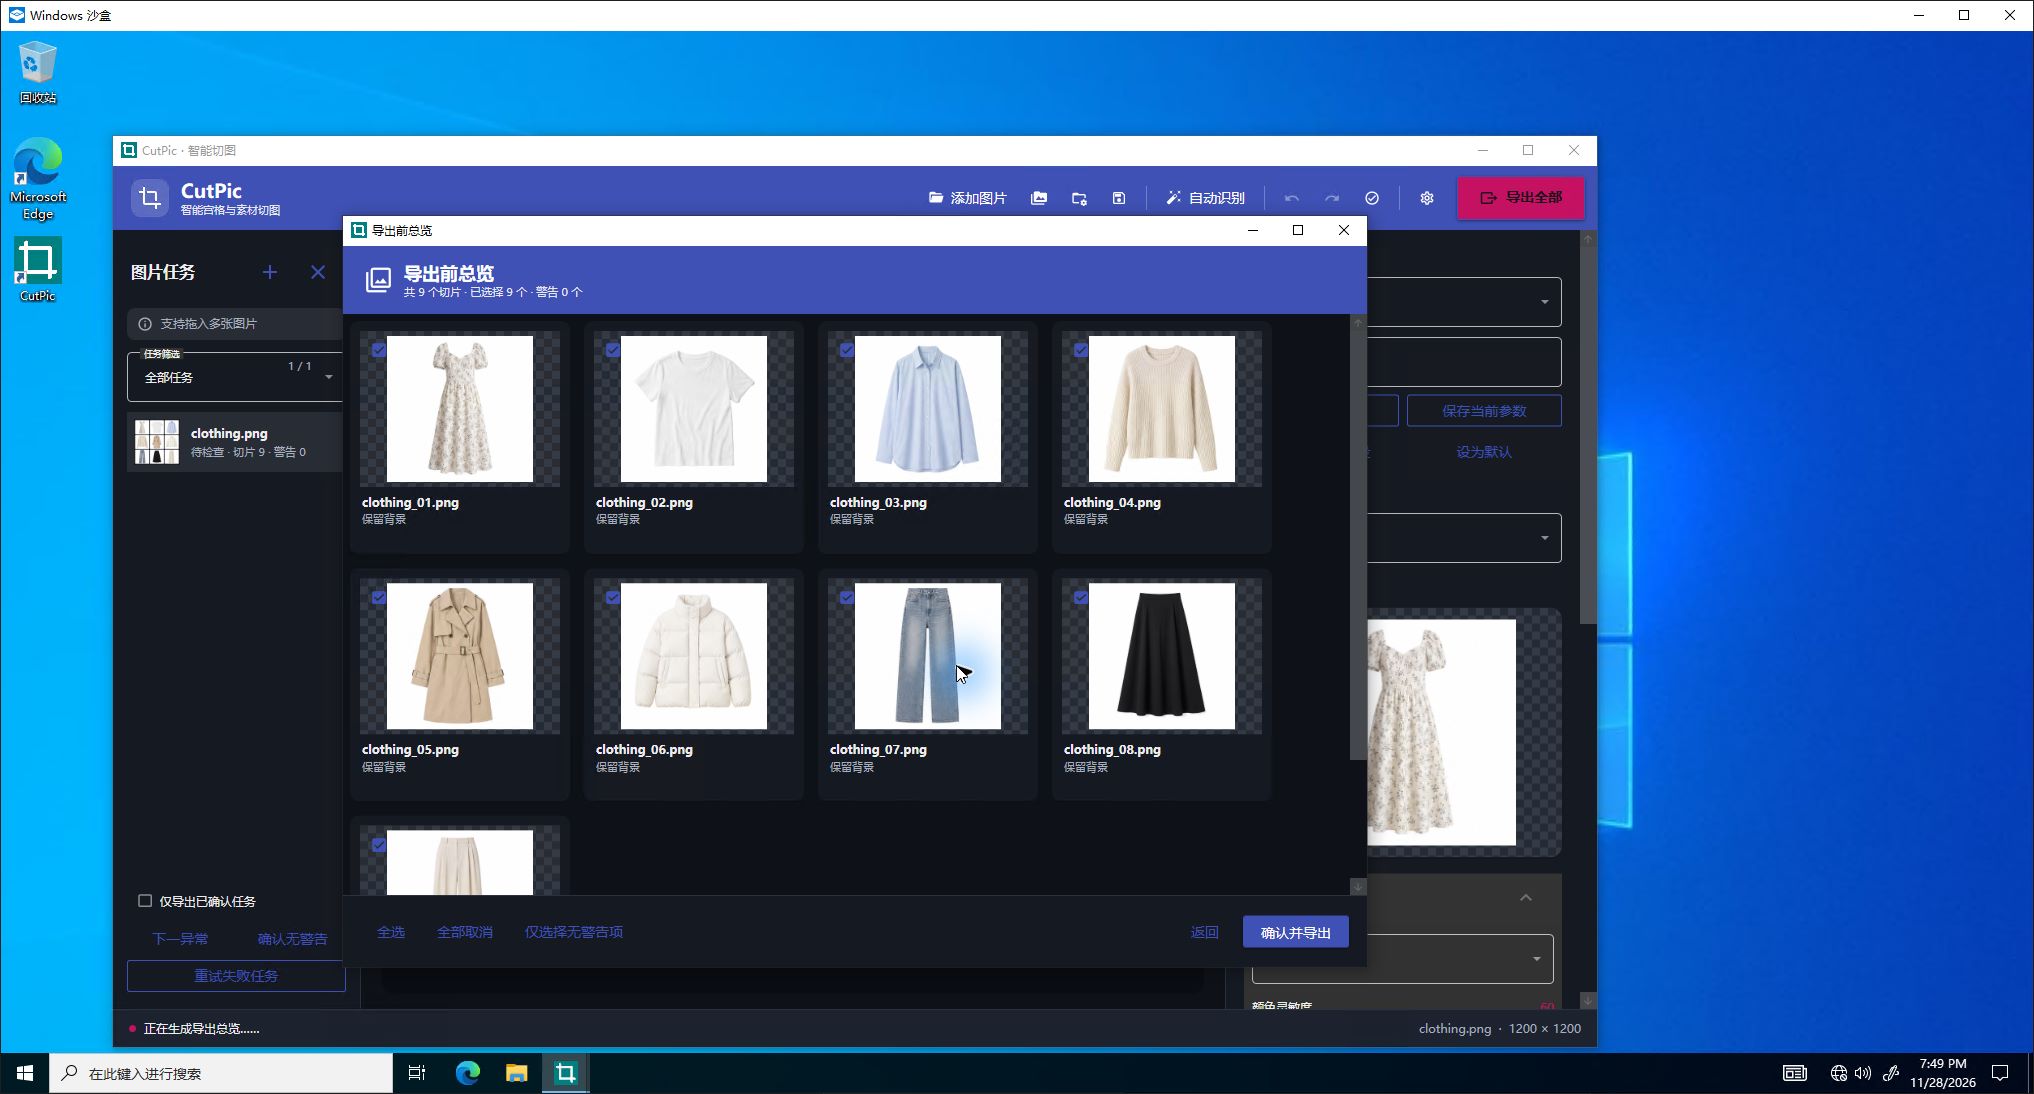 Windows 沙盒
回收站
Microsoft
Edge
CutPic
CutPic · 智能切图
CutPic
智能宫格与素材切图
添加图片
自动识别
导出全部
图片任务
支持拖入多张图片
任务筛选
全部任务
1 / 1
clothing.png
待检查 · 切片 9 · 警告 0
仅导出已确认任务
下一异常
确认无警告
重试失败任务
导出前总览
导出前总览
共 9 个切片 · 已选择 9 个 · 警告 0 个
clothing_01.png
保留背景
clothing_02.png
保留背景
clothing_03.png
保留背景
clothing_04.png
保留背景
clothing_05.png
保留背景
clothing_06.png
保留背景
clothing_07.png
保留背景
clothing_08.png
保留背景
全选
全部取消
仅选择无警告项
返回
确认并导出
保存当前参数
设为默认
颜色灵敏度
60
正在生成导出总览......
clothing.png · 1200 × 1200
在此键入进行搜索
7:49 PM
11/28/2026